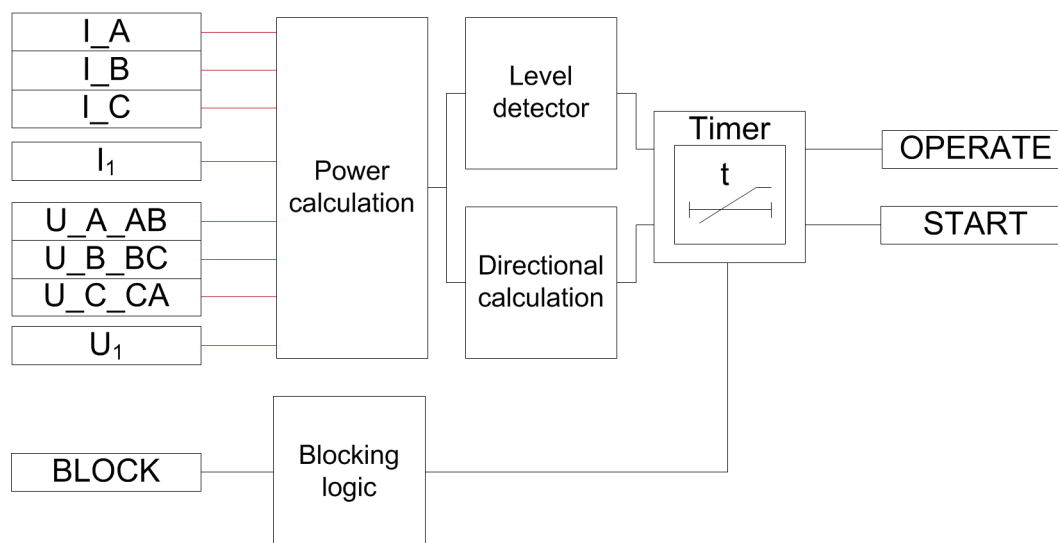 I_A
I_B
I_C
I₁
U_A_AB
U_B_BC
U_C_CA
U₁
BLOCK
Power
calculation
Blocking
logic
Level
detector
Directional
calculation
Timer
t
OPERATE
START